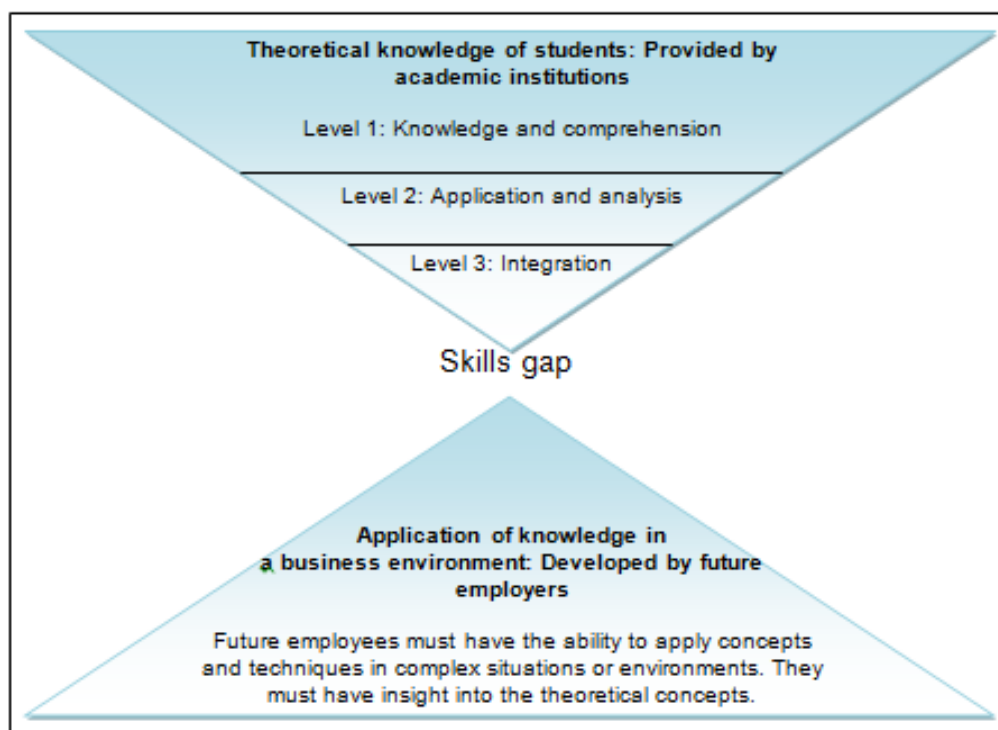 Theoretical knowledge of students: Provided by
academic institutions
Level 1: Knowledge and comprehension
Level 2: Application and analysis
Level 3: Integration
Skills gap
Application of knowledge in
a business environment: Developed by future
employers
Future employees must have the ability to apply concepts
and techniques in complex situations or environments. They
must have insight into the theoretical concepts.